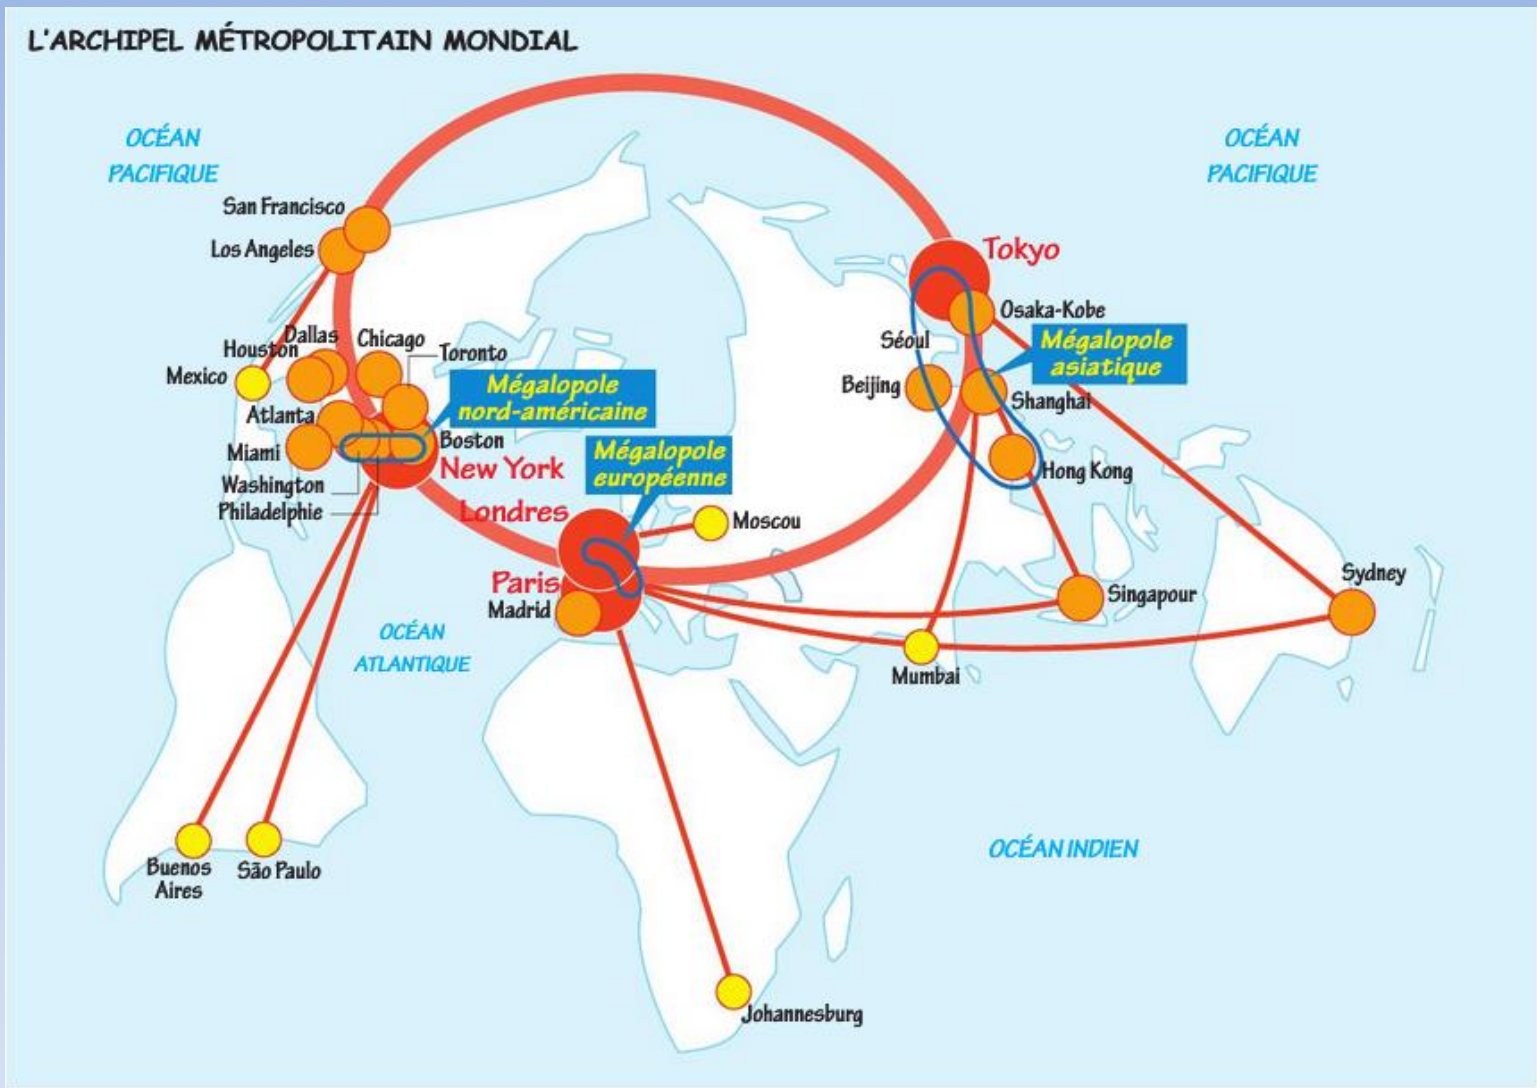 L'ARCHIPEL MÉTROPOLITAIN MONDIAL
OCÉAN
PACIFIQUE
OCÉAN
PACIFIQUE
San Francisco
Los Angeles
Tokyo
Osaka-Kobe
Séoul
Mégalopole
asiatique
Dallas
Houston
Chicago
Toronto
Mexico
Beijing
Shanghai
Mégalopole
nord-américaine
Atlanta
Miami
Boston
New York
Mégalopole
européenne
Hong Kong
Washington
Philadelphie
Londres
Moscou
Paris
Madrid
Singapour
Sydney
OCÉAN
ATLANTIQUE
Mumbai
OCÉAN INDIEN
Buenos
Aires
São Paulo
Johannesburg